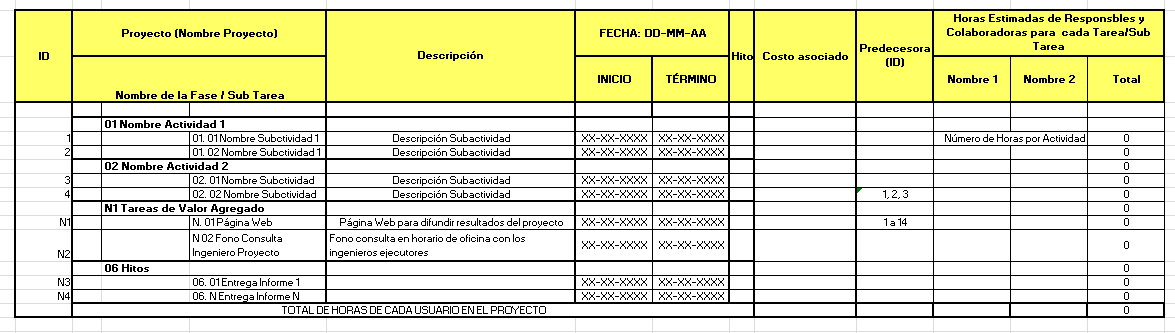 ID
Proyecto (Nombre Proyecto)
Nombre de la Fase / Sub Tarea
Descripción
FECHA: DD-MM-AA
INICIO TÉRMINO
Hito
Costo asociado
Predecesora
(ID)
Horas Estimadas de Responsbles y
Colaboradoras para cada Tarea/Sub
Tarea
Nombre 1 Nombre 2 Total
01 Nombre Actividad 1 0
1 01. 01 Nombre Subctividad 1 Descripción Subactividad XX-XX-XXXX XX-XX-XXXX Número de Horas por Actividad 0
2 01. 02 Nombre Subctividad 1 Descripción Subactividad XX-XX-XXXX XX-XX-XXXX 0
02 Nombre Actividad 2 0
3 02. 01 Nombre Subctividad Descripción Subactividad XX-XX-XXXX XX-XX-XXXX 0
4 02. 02 Nombre Subctividad Descripción Subactividad XX-XX-XXXX XX-XX-XXXX 1, 2, 3 0
N1 Tareas de Valor Agregado 0
N1 N. 01 Página Web Página Web para difundir resultados del proyecto XX-XX-XXXX XX-XX-XXXX 1 a 14 0
N 02 Fono Consulta Fono consulta en horario de oficina con los
N2 Ingeniero Proyecto ingenieros ejecutores XX-XX-XXXX XX-XX-XXXX 0
06 Hitos 0
N3 06. 01 Entrega Informe 1 XX-XX-XXXX XX-XX-XXXX 0
N4 06. N Entrega Informe N XX-XX-XXXX XX-XX-XXXX 0
TOTAL DE HORAS DE CADA USUARIO EN EL PROYECTO 0